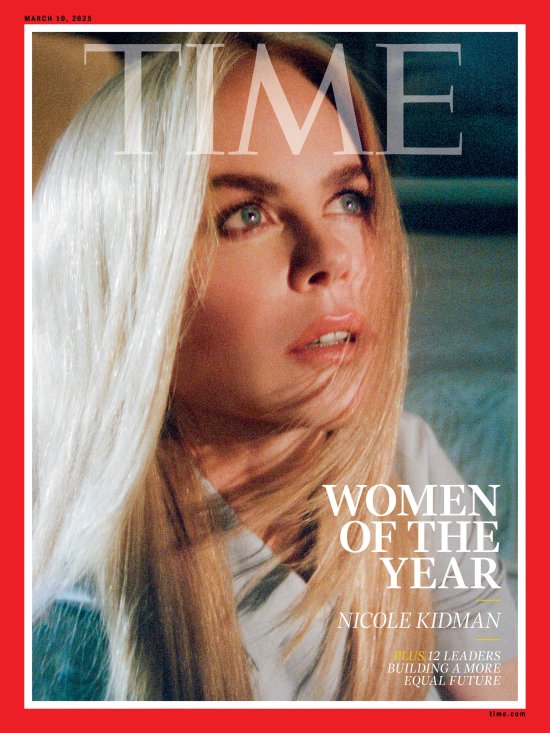 MARCH 10, 2025
TIME
WOMEN
OF THE
YEAR
NICOLE KIDMAN
PLUS 12 LEADERS
BUILDING A MORE
EQUAL FUTURE
time.com